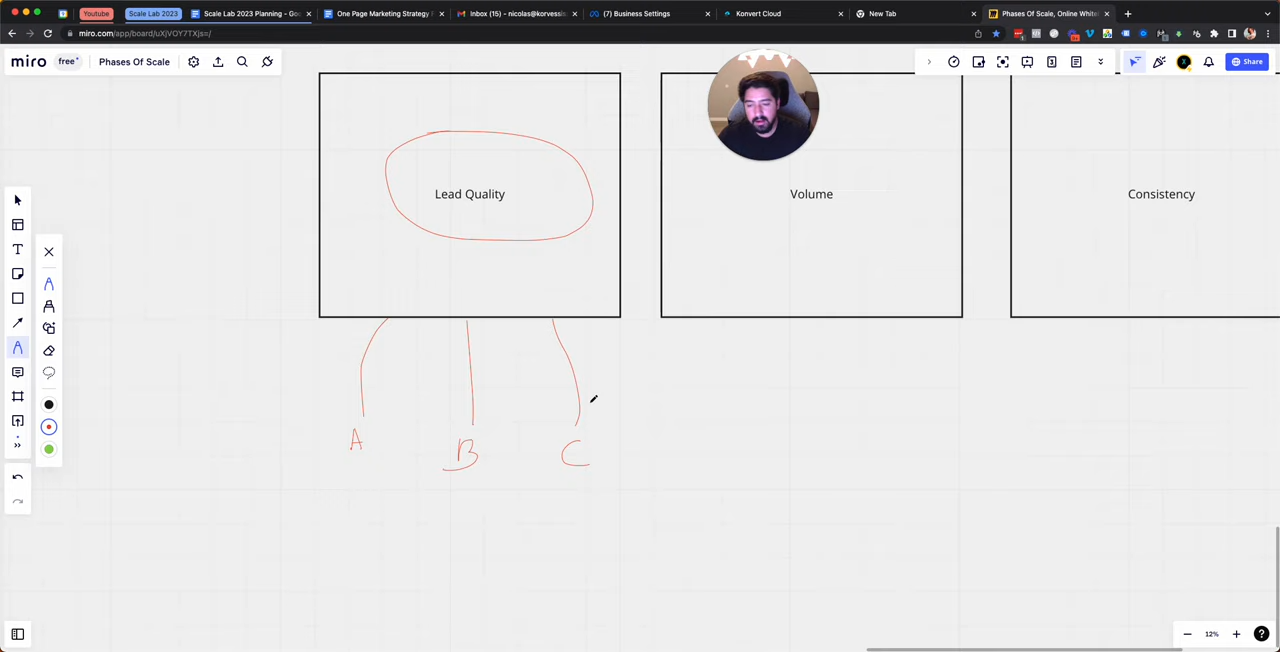 Youtube
Scale Lab 2023
Scale Lab 2023 Planning - Goo
One Page Marketing Strategy F
Inbox (15) - nicolas@korvessis
(7) Business Settings
Konvert Cloud
New Tab
Phases Of Scale, Online White
miro.com/app/board/uXjVOY7TXjs=/
miro
free
Phases Of Scale
Share
Lead Quality
Volume
Consistency
A
B
C
12%